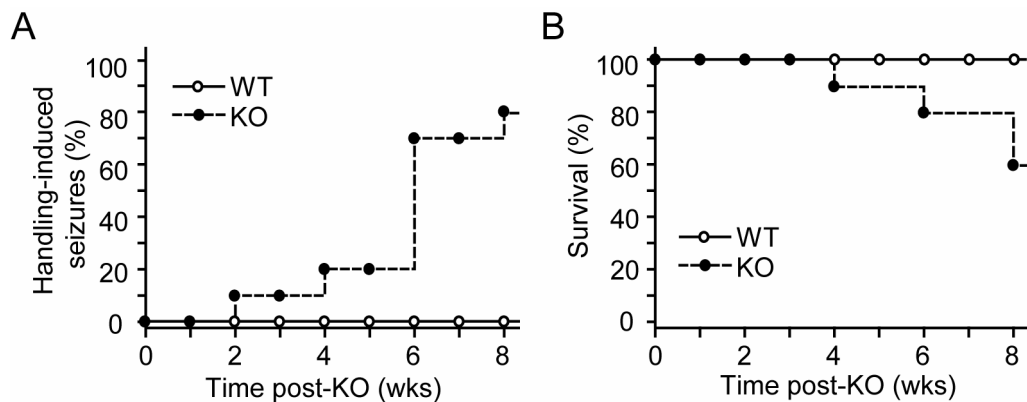 A
Handling-induced
seizures (%)
100
80
60
40
20
0
WT
KO
0 2 4 6 8
Time post-KO (wks)
B
Survival (%)
100
80
60
40
20
0
WT
KO
0 2 4 6 8
Time post-KO (wks)